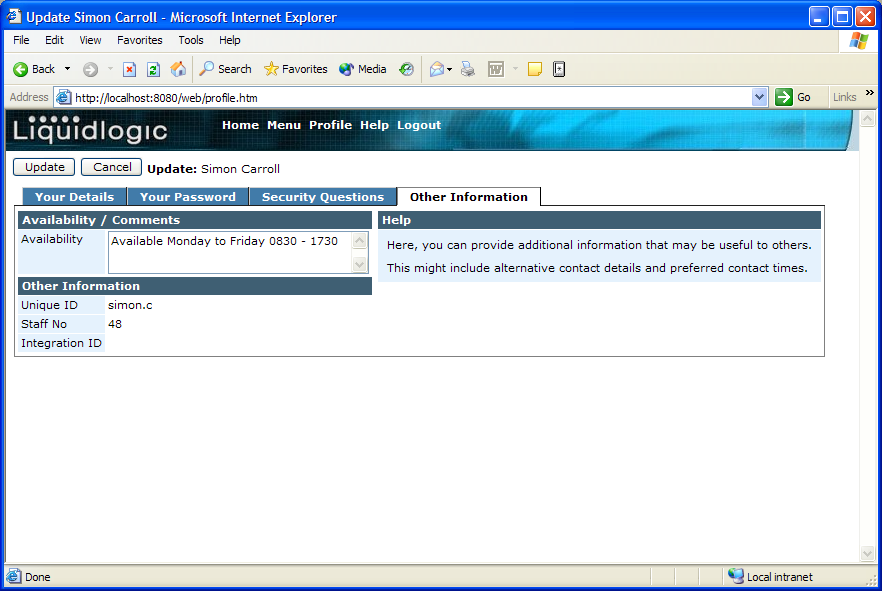 Update Simon Carroll - Microsoft Internet Explorer
File Edit View Favorites Tools Help
Back Search Favorites Media
Address http://localhost:8080/web/profile.htm Go Links »
Liquidlogic Home Menu Profile Help Logout
Update Cancel Update: Simon Carroll
Your Details Your Password Security Questions Other Information
Availability / Comments
Availability Available Monday to Friday 0830 - 1730
Other Information
Unique ID simon.c
Staff No 48
Integration ID
Help
Here, you can provide additional information that may be useful to others.
This might include alternative contact details and preferred contact times.
Done Local intranet